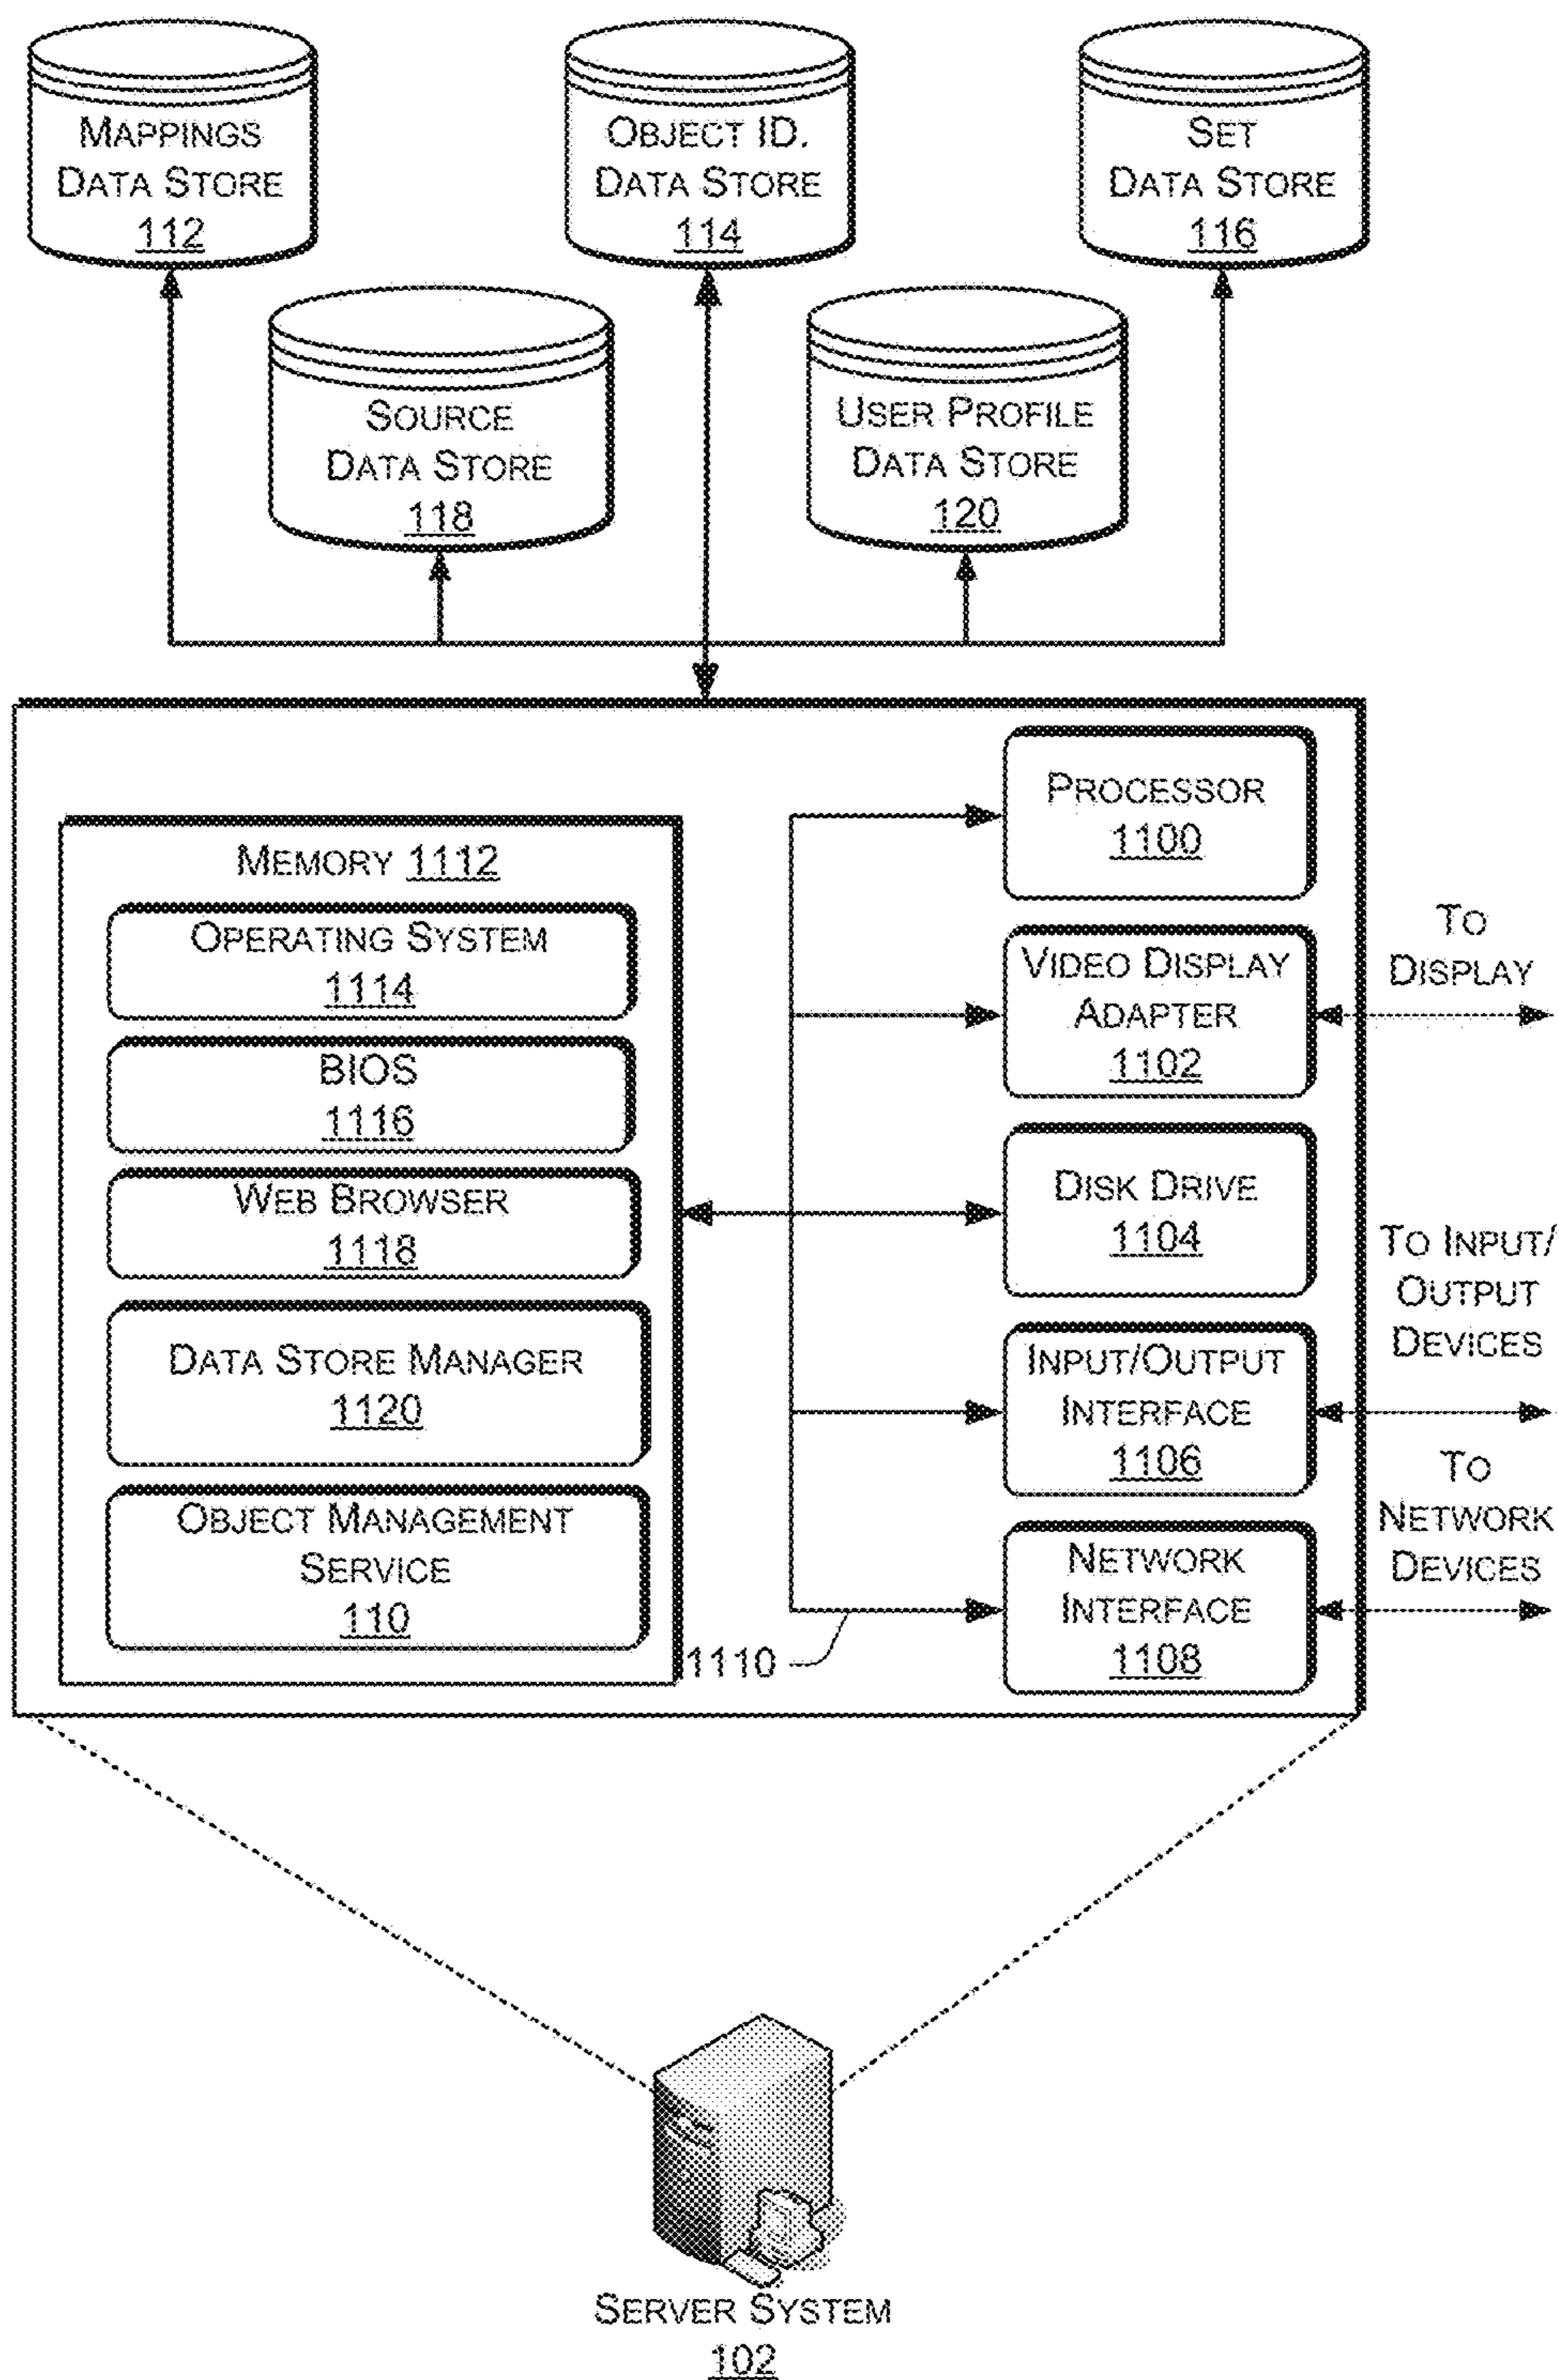 MAPPINGS
DATA STORE
112
OBJECT ID.
DATA STORE
114
SET
DATA STORE
116
SOURCE
DATA STORE
118
USER PROFILE
DATA STORE
120
MEMORY 1112
OPERATING SYSTEM
1114
BIOS
1116
WEB BROWSER
1118
DATA STORE MANAGER
1120
OBJECT MANAGEMENT
SERVICE
110
PROCESSOR
1100
VIDEO DISPLAY
ADAPTER
1102
DISK DRIVE
1104
INPUT/OUTPUT
INTERFACE
1106
NETWORK
INTERFACE
1108
1110
TO
DISPLAY
TO INPUT/
OUTPUT
DEVICES
TO
NETWORK
DEVICES
SERVER SYSTEM
102